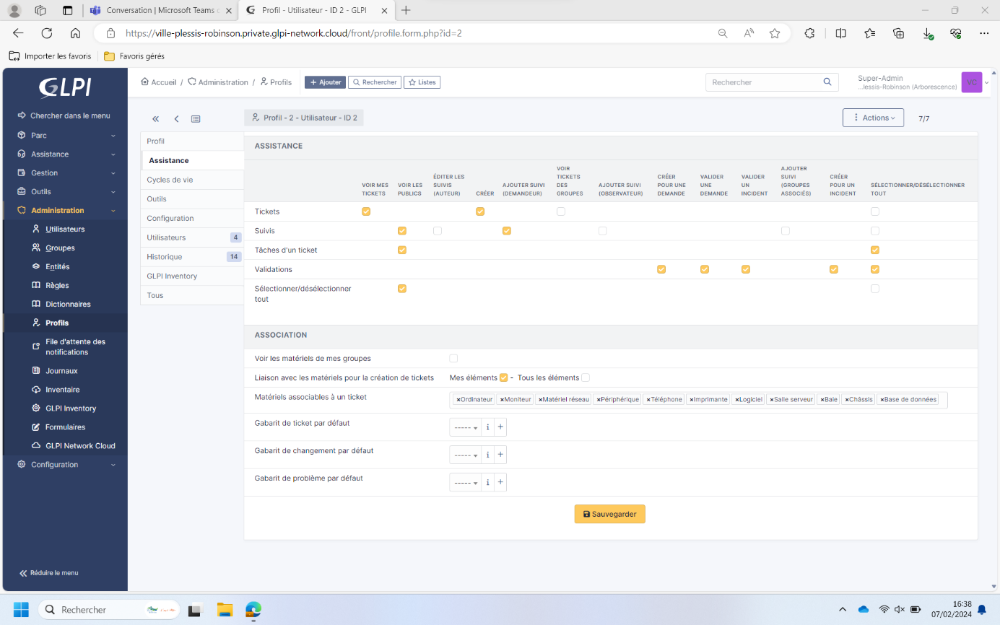 Conversation | Microsoft Teams
Profil - Utilisateur - ID 2 - GLPI
https://ville-plessis-robinson.private.glpi-network.cloud/front/profile.form.php?id=2
Importer les favoris
Favoris gérés
GLPI
Chercher dans le menu
Parc
Assistance
Gestion
Outils
Administration
Utilisateurs
Groupes
Entités
Règles
Dictionnaires
Profils
File d'attente des
notifications
Journaux
Inventaire
GLPI Inventory
Formulaires
GLPI Network Cloud
Configuration
Réduire le menu
Accueil / Administration / Profils
+ Ajouter
Rechercher
Listes
Rechercher
Super-Admin
...lessis-Robinson (Arborescence)
VC
Profil - 2 - Utilisateur - ID 2
Actions
7/7
Profil
Assistance
Cycles de vie
Outils
Configuration
Utilisateurs 4
Historique 14
GLPI Inventory
Tous
ASSISTANCE
VOIR MES
TICKETS
VOIR LES
PUBLICS
ÉDITER LES
SUIVIS
(AUTEUR)
CRÉER
AJOUTER SUIVI
(DEMANDEUR)
VOIR
TICKETS
DES
GROUPES
AJOUTER SUIVI
(OBSERVATEUR)
CRÉER
POUR UNE
DEMANDE
VALIDER
UNE
DEMANDE
VALIDER
UN
INCIDENT
AJOUTER
SUIVI
(GROUPES
ASSOCIÉS)
CRÉER
POUR UN
INCIDENT
SÉLECTIONNER/DÉSÉLECTIONNER
TOUT
Tickets
Suivis
Tâches d'un ticket
Validations
Sélectionner/désélectionner
tout
ASSOCIATION
Voir les matériels de mes groupes
Liaison avec les matériels pour la création de tickets
Mes éléments - Tous les éléments
Matériels associables à un ticket
×Ordinateur ×Moniteur ×Matériel réseau ×Périphérique ×Téléphone ×Imprimante ×Logiciel ×Salle serveur ×Baie ×Châssis ×Base de données
Gabarit de ticket par défaut
----- i +
Gabarit de changement par défaut
----- i +
Gabarit de problème par défaut
----- i +
Sauvegarder
Rechercher
16:38
07/02/2024